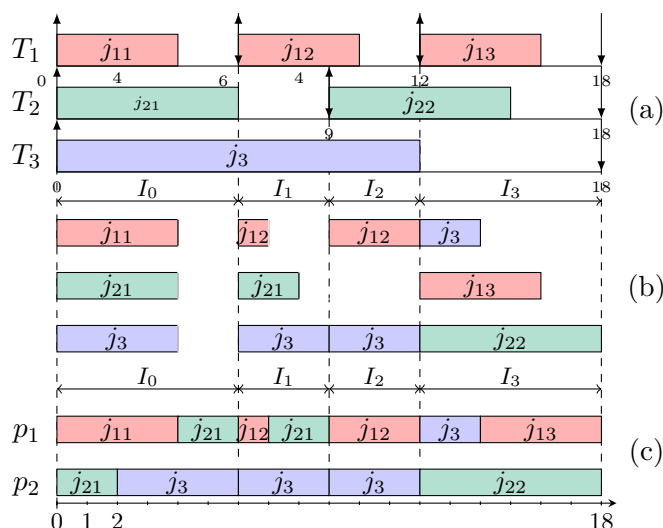 T1 j11 j12 j13
0 4 6 4 12 18
T2 j21 j22 (a)
9 18
T3 j3
0 18
I0 I1 I2 I3
j11 j12 j12 j3
j21 j21 j13 (b)
j3 j3 j3 j22
I0 I1 I2 I3
p1 j11 j21 j12 j21 j12 j3 j13
(c)
p2 j21 j3 j3 j3 j22
0 1 2 18